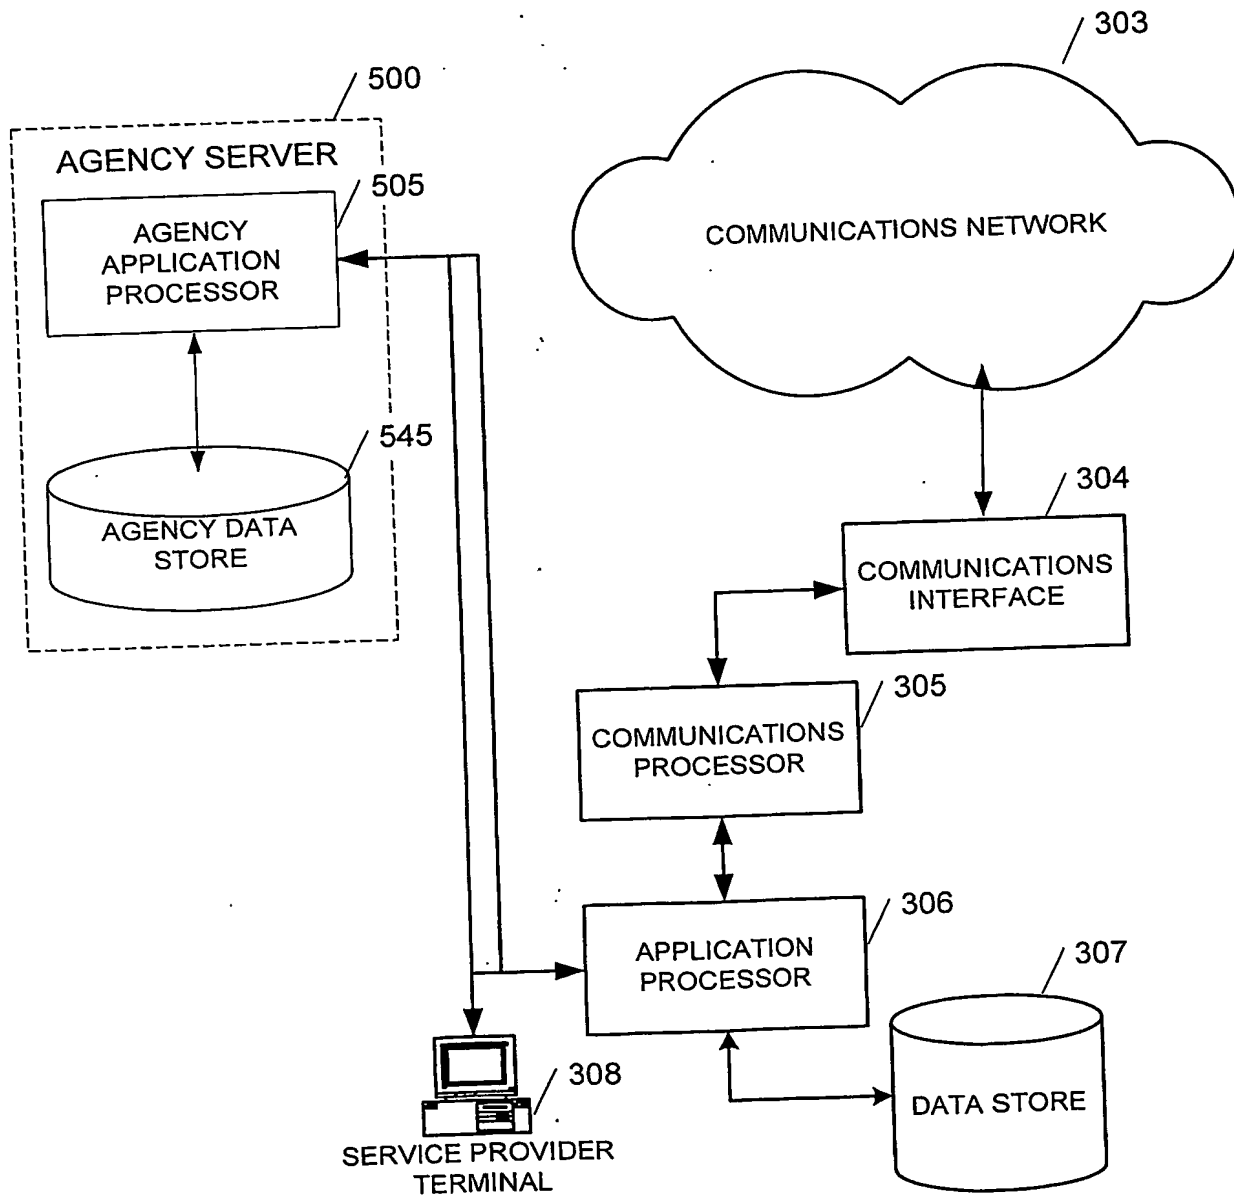 303
500
AGENCY SERVER
505
AGENCY
APPLICATION
PROCESSOR
COMMUNICATIONS NETWORK
545
AGENCY DATA
STORE
304
COMMUNICATIONS
INTERFACE
305
COMMUNICATIONS
PROCESSOR
306
APPLICATION
PROCESSOR
307
DATA STORE
308
SERVICE PROVIDER
TERMINAL